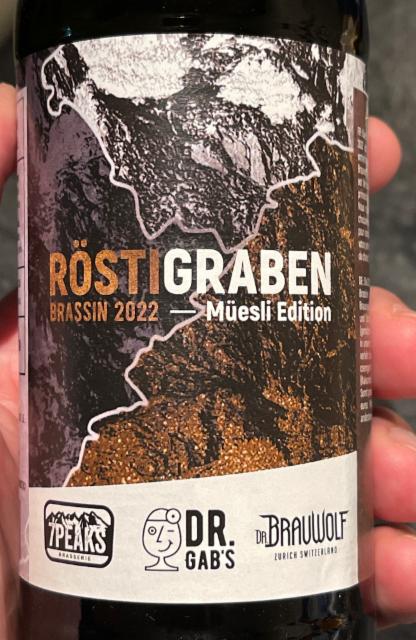 RÖSTIGRABEN
BRASSIN 2022 — Müesli Edition
7PEAKS
BRASSERIE
DR.
GAB'S
DR. BRAUWOLF
ZURICH SWITZERLAND